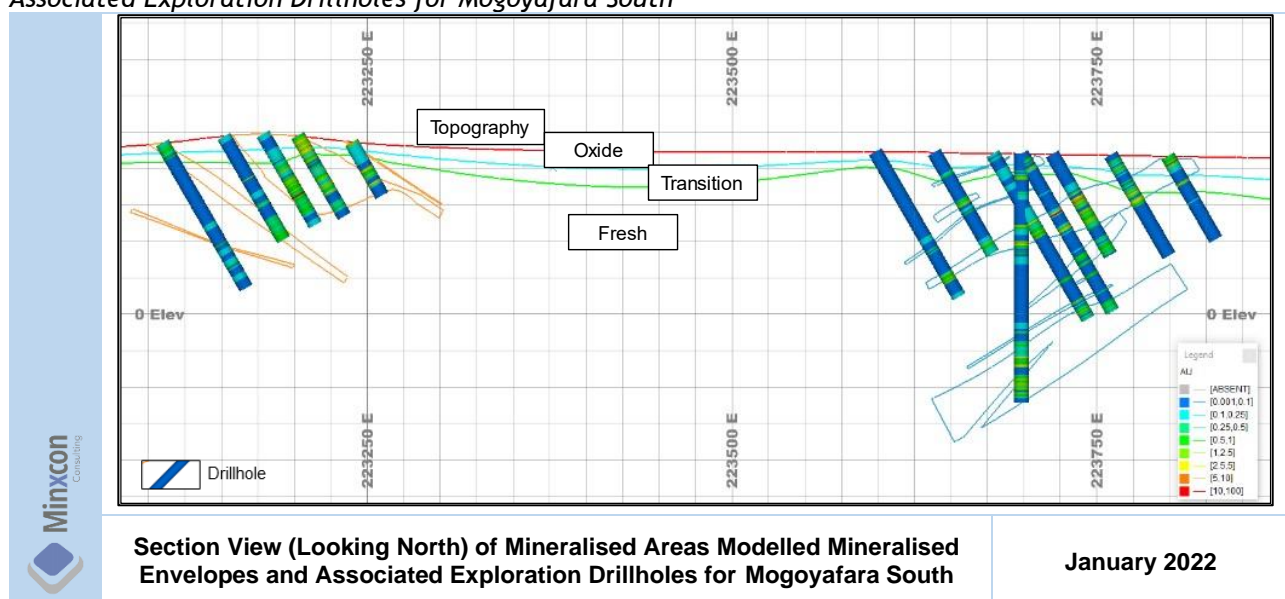 Associated Exploration Drillholes for Mogoyafara South
223250 E
223500 E
223750 E
Topography
Oxide
Transition
Fresh
0 Elev
0 Elev
Legend
AU
[ABSENT]
[0.001,0.1]
[0.1,0.25]
[0.25,0.5]
[0.5,1]
[1,2.5]
[2.5,5]
[5,10]
[10,100]
223250 E
223500 E
223750 E
Drillhole
Minxcon
Consulting
Section View (Looking North) of Mineralised Areas Modelled Mineralised
Envelopes and Associated Exploration Drillholes for Mogoyafara South
January 2022